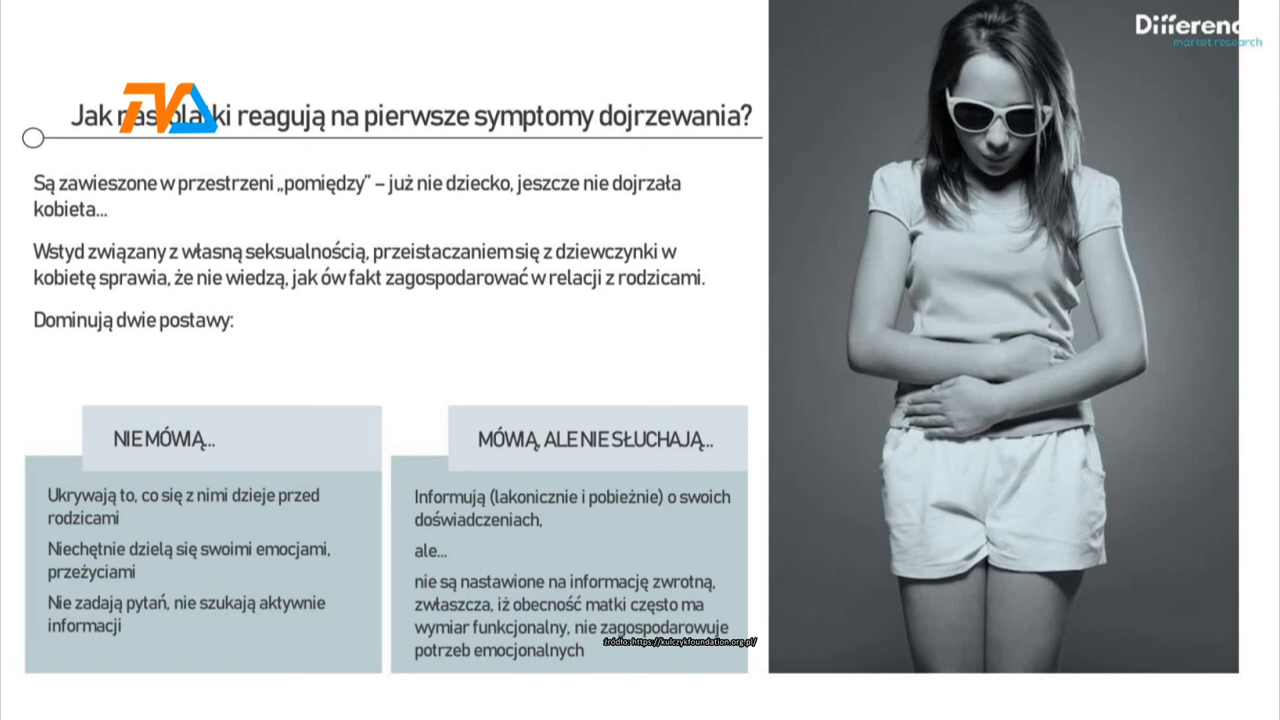 Differenc
market research
TVA
Jak nastolatki reagują na pierwsze symptomy dojrzewania?
Są zawieszone w przestrzeni „pomiędzy” – już nie dziecko, jeszcze nie dojrzała
kobieta...
Wstyd związany z własną seksualnością, przeistaczaniem się z dziewczynki w
kobietę sprawia, że nie wiedzą, jak ów fakt zagospodarować w relacji z rodzicami.
Dominują dwie postawy:
NIE MÓWIĄ...
Ukrywają to, co się z nimi dzieje przed
rodzicami
Niechętnie dzielą się swoimi emocjami,
przeżyciami
Nie zadają pytań, nie szukają aktywnie
informacji
MÓWIĄ, ALE NIE SŁUCHAJĄ...
Informują (lakonicznie i pobieżnie) o swoich
doświadczeniach,
ale...
nie są nastawione na informację zwrotną,
zwłaszcza, iż obecność matki często ma
wymiar funkcjonalny, nie zagospodarowuje
potrzeb emocjonalnych
źródło: https://kulczykfoundation.org.pl/